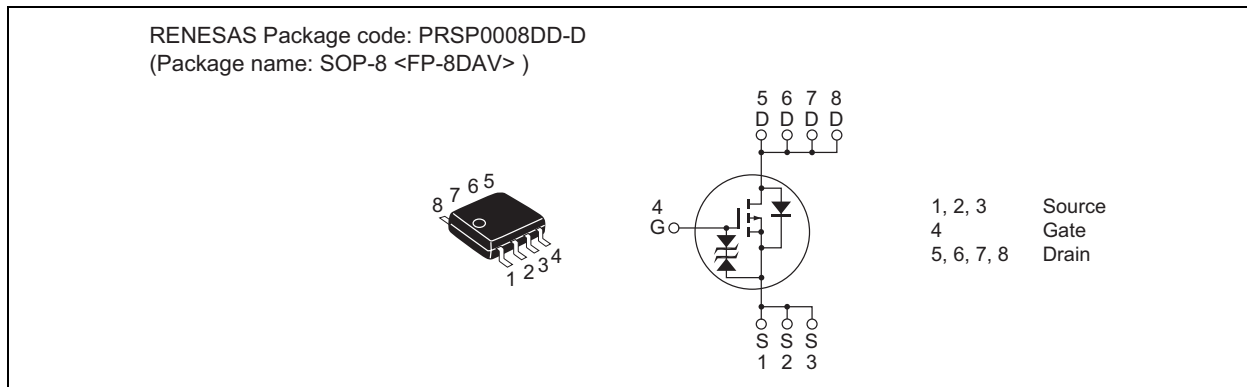 RENESAS Package code: PRSP0008DD-D
(Package name: SOP-8 <FP-8DAV> )
5 6 7 8
D D D D
8 7 6 5
1 2 3 4
4
G
S S S
1 2 3
1, 2, 3 Source
4 Gate
5, 6, 7, 8 Drain